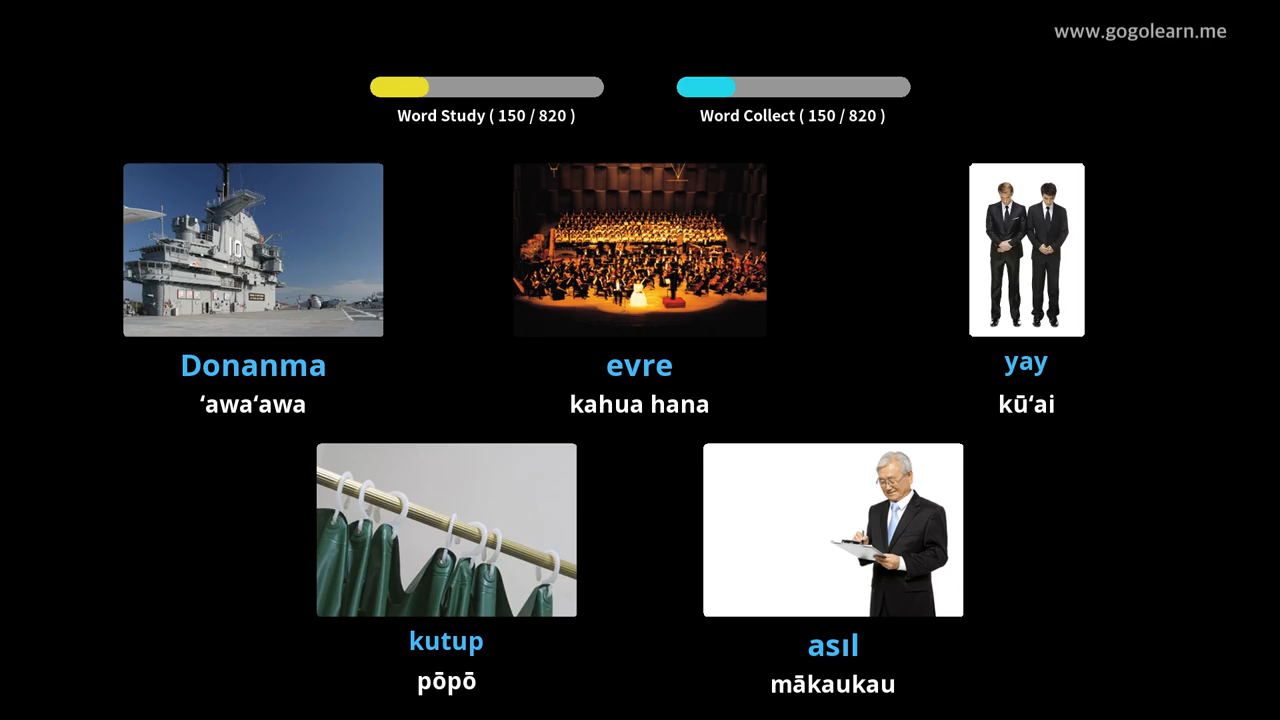 www.gogolearn.me
Word Study ( 150 / 820 )
Word Collect ( 150 / 820 )
Donanma
ʻawaʻawa
evre
kahua hana
yay
kūʻai
kutup
pōpō
asıl
mākaukau
10